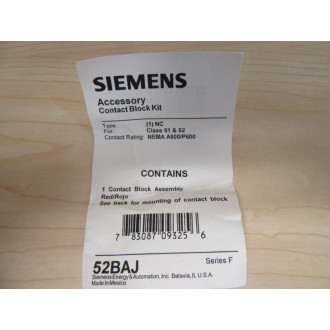 SIEMENS
Accessory
Contact Block Kit
Type: (1) NC
For: Class 51 & 52
Contact Rating: NEMA A600/P600
CONTAINS
1 Contact Block Assembly
Red/Rojo
See back for mounting of contact block
7 83087 09325 6
52BAJ Series F
Siemens Energy & Automation, Inc. Batavia, IL U.S.A.
Made in Mexico